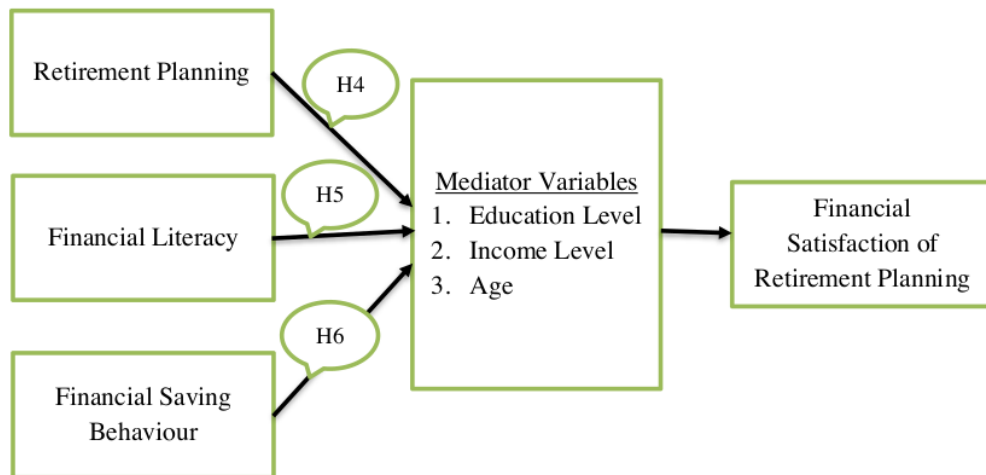 Retirement Planning
H4
Financial Literacy
H5
Financial Saving
Behaviour
H6
Mediator Variables
1. Education Level
2. Income Level
3. Age
Financial
Satisfaction of
Retirement Planning